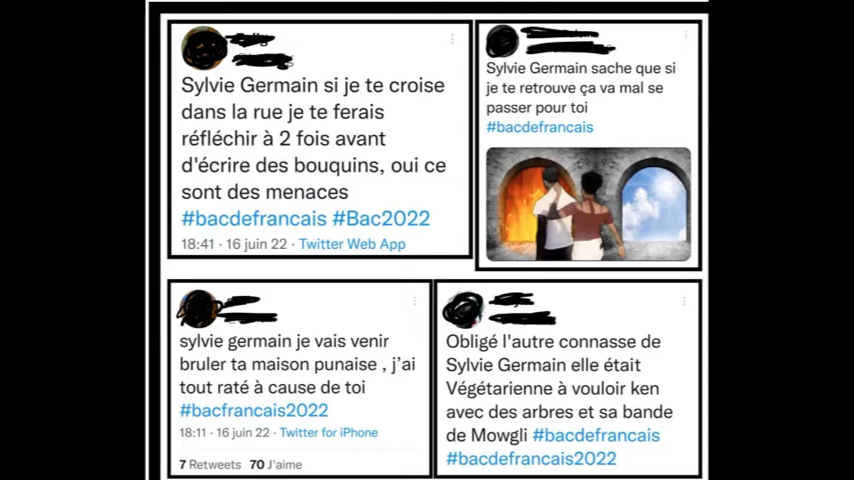 Sylvie Germain si je te croise
dans la rue je te ferais
réfléchir à 2 fois avant
d'écrire des bouquins, oui ce
sont des menaces
#bacdefrancais #Bac2022
18:41 · 16 juin 22 · Twitter Web App
Sylvie Germain sache que si
je te retrouve ça va mal se
passer pour toi
#bacdefrancais
sylvie germain je vais venir
bruler ta maison punaise , j'ai
tout raté à cause de toi
#bacfrancais2022
18:11 · 16 juin 22 · Twitter for iPhone
7 Retweets 70 J'aime
Obligé l'autre connasse de
Sylvie Germain elle était
Végétarienne à vouloir ken
avec des arbres et sa bande
de Mowgli #bacdefrancais
#bacdefrancais2022